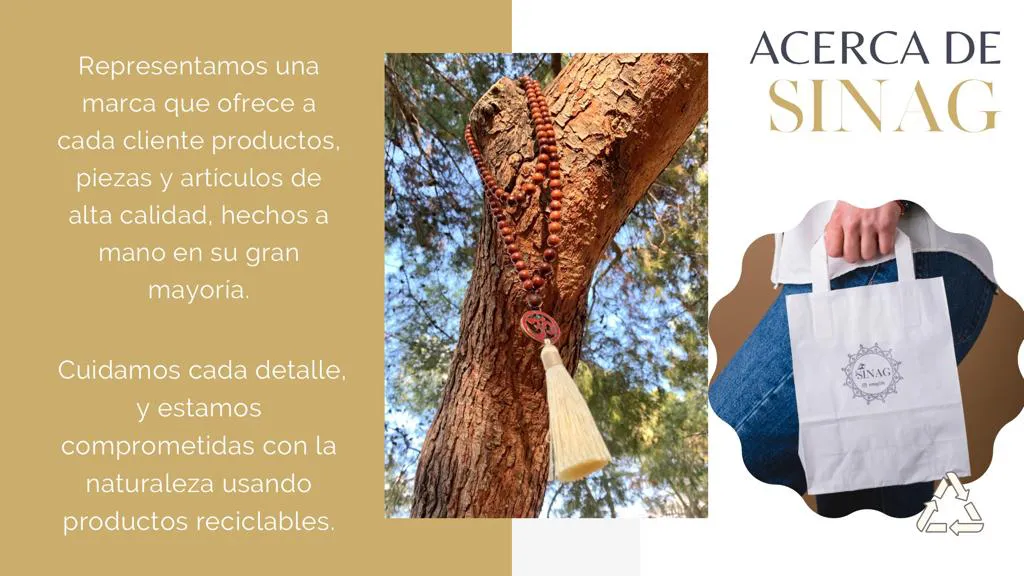 ACERCA DE
SINAG
Representamos una
marca que ofrece a
cada cliente productos,
piezas y artículos de
alta calidad, hechos a
mano en su gran
mayoría.
Cuidamos cada detalle,
y estamos
comprometidas con la
naturaleza usando
productos reciclables.
SINAG